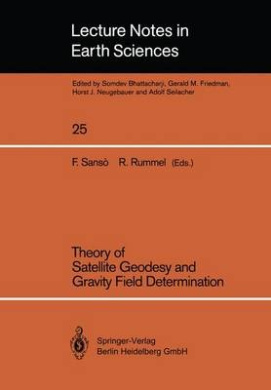 Lecture Notes in
Earth Sciences
Edited by Somdev Bhattacharji, Gerald M. Friedman,
Horst J. Neugebauer and Adolf Seilacher
25
F. Sansò R. Rummel (Eds.)
Theory of
Satellite Geodesy and
Gravity Field Determination
Springer-Verlag
Berlin Heidelberg GmbH